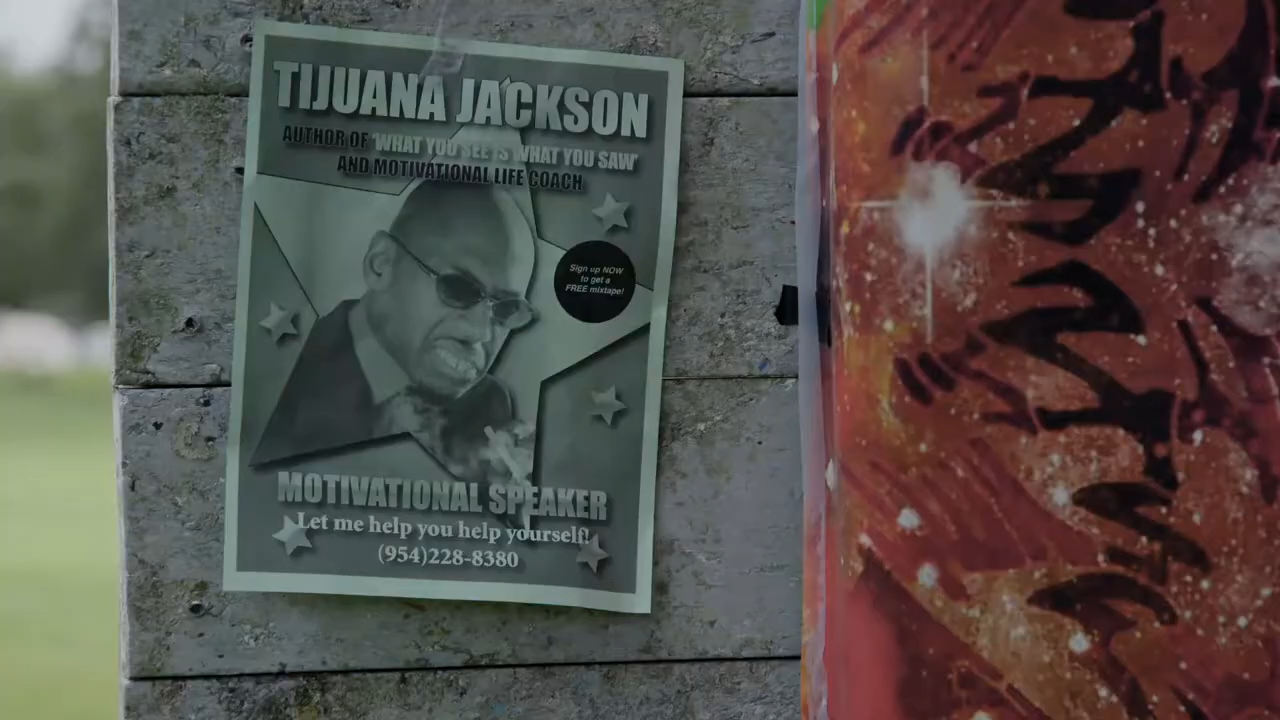 TIJUANA JACKSON
AUTHOR OF 'WHAT YOU SEE IS WHAT YOU SAW'
AND MOTIVATIONAL LIFE COACH
Sign up NOW
to get a
FREE mixtape!
MOTIVATIONAL SPEAKER
Let me help you help yourself!
(954)228-8380